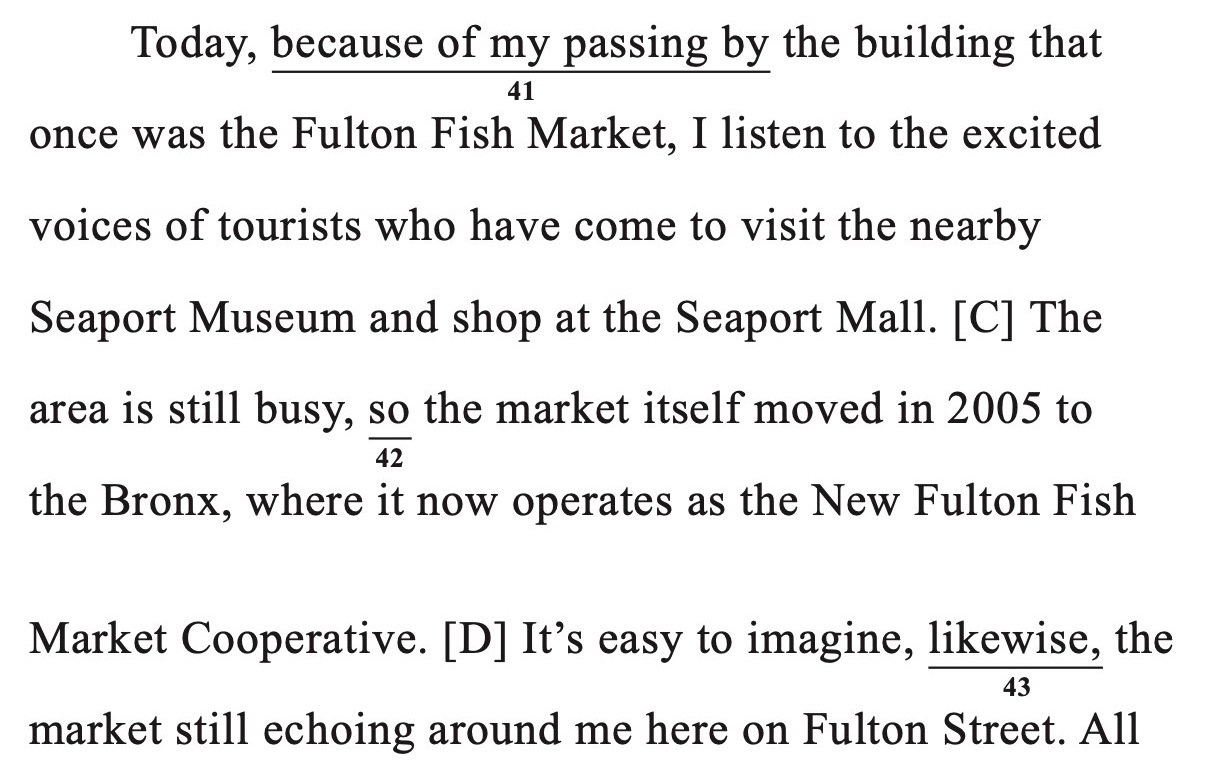 Today, because of my passing by the building that
41
once was the Fulton Fish Market, I listen to the excited
voices of tourists who have come to visit the nearby
Seaport Museum and shop at the Seaport Mall. [C] The
area is still busy, so the market itself moved in 2005 to
42
the Bronx, where it now operates as the New Fulton Fish
Market Cooperative. [D] It’s easy to imagine, likewise, the
43
market still echoing around me here on Fulton Street. All